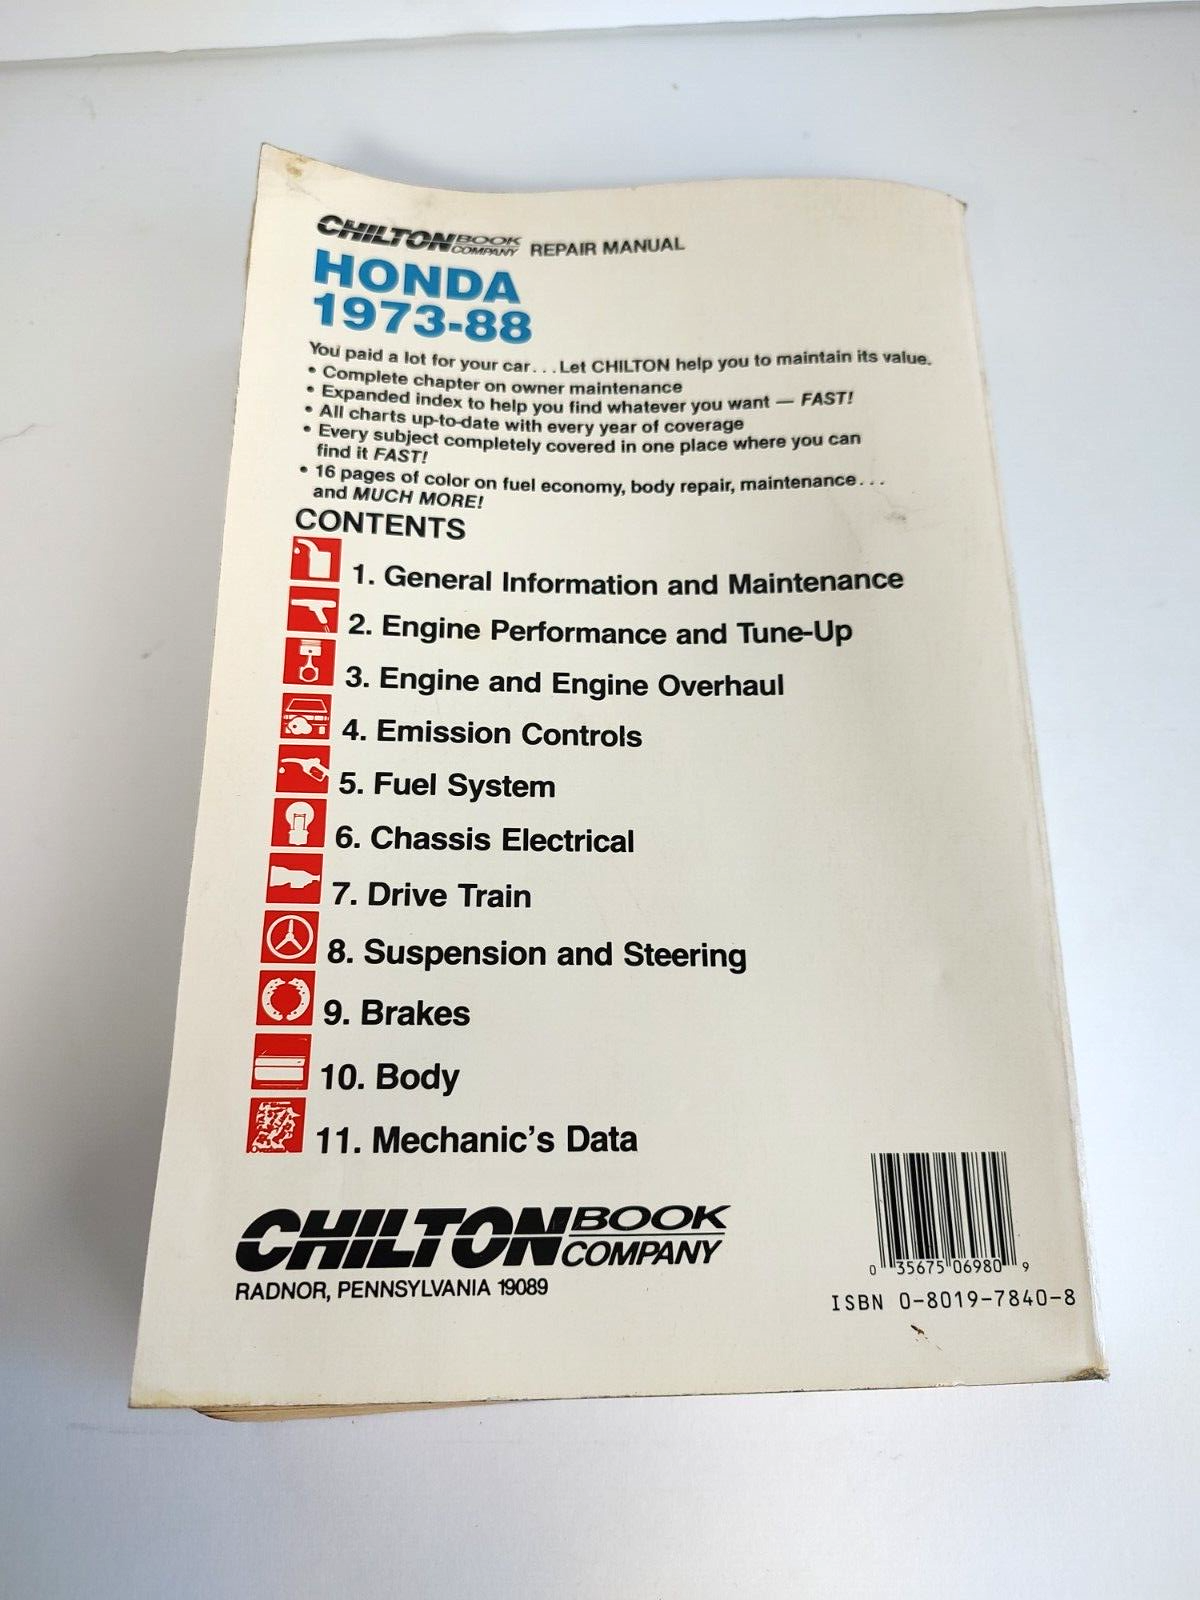 CHILTON BOOK COMPANY REPAIR MANUAL
HONDA
1973-88
You paid a lot for your car...Let CHILTON help you to maintain its value.
• Complete chapter on owner maintenance
• Expanded index to help you find whatever you want — FAST!
• All charts up-to-date with every year of coverage
• Every subject completely covered in one place where you can
find it FAST!
• 16 pages of color on fuel economy, body repair, maintenance...
and MUCH MORE!
CONTENTS
1. General Information and Maintenance
2. Engine Performance and Tune-Up
3. Engine and Engine Overhaul
4. Emission Controls
5. Fuel System
6. Chassis Electrical
7. Drive Train
8. Suspension and Steering
9. Brakes
10. Body
11. Mechanic's Data
CHILTON BOOK COMPANY
RADNOR, PENNSYLVANIA 19089
0 35675 06980 9
ISBN 0-8019-7840-8